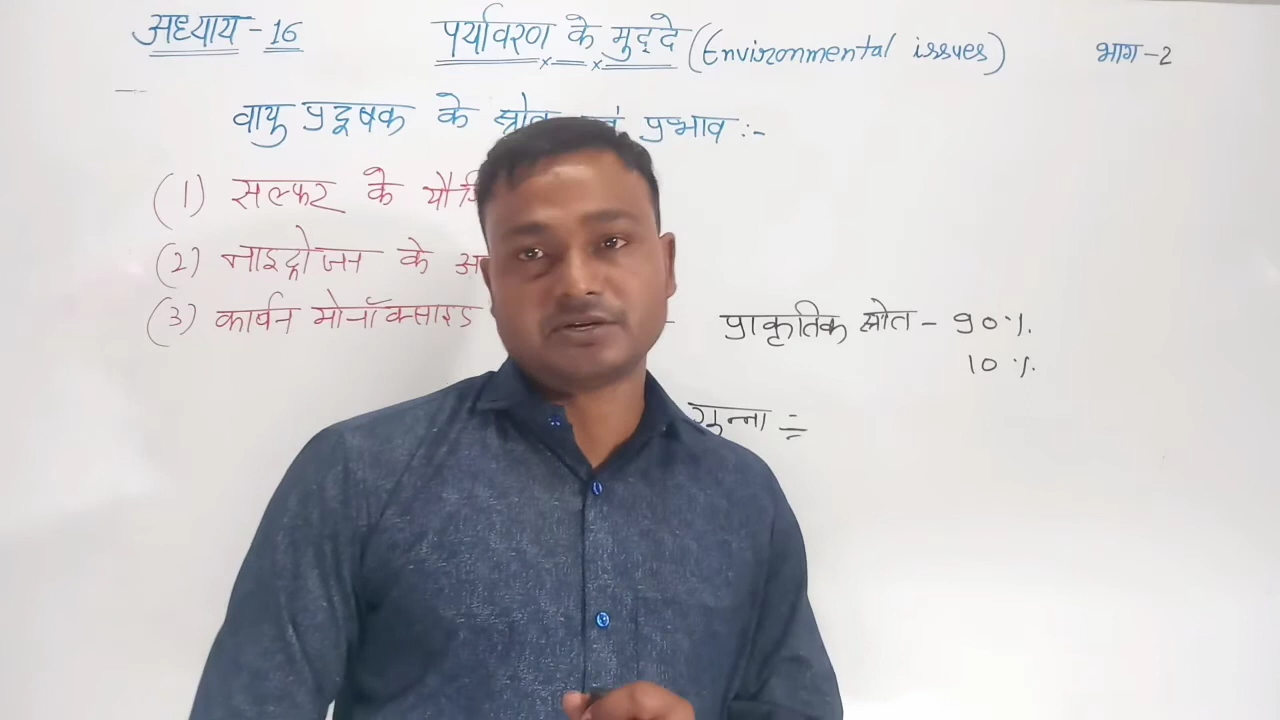 अध्याय - 16 पर्यावरण के मुद्दे (Environmental issues) भाग - 2
वायु प्रदूषक के प्रभाव :-
(1) सल्फर के
(2) नाइट्रोजन के
(3) कार्बन मोनॉक्साइड - प्राकृतिक स्रोत - 90%.
10%.
गुन्ना =